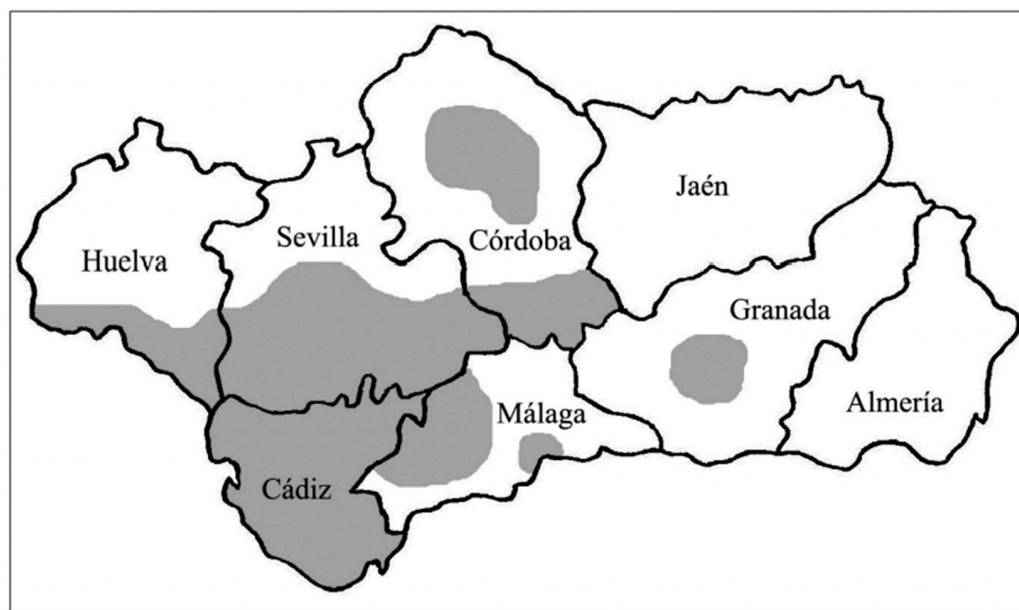 Jaén
Sevilla
Córdoba
Huelva
Granada
Almería
Málaga
Cádiz